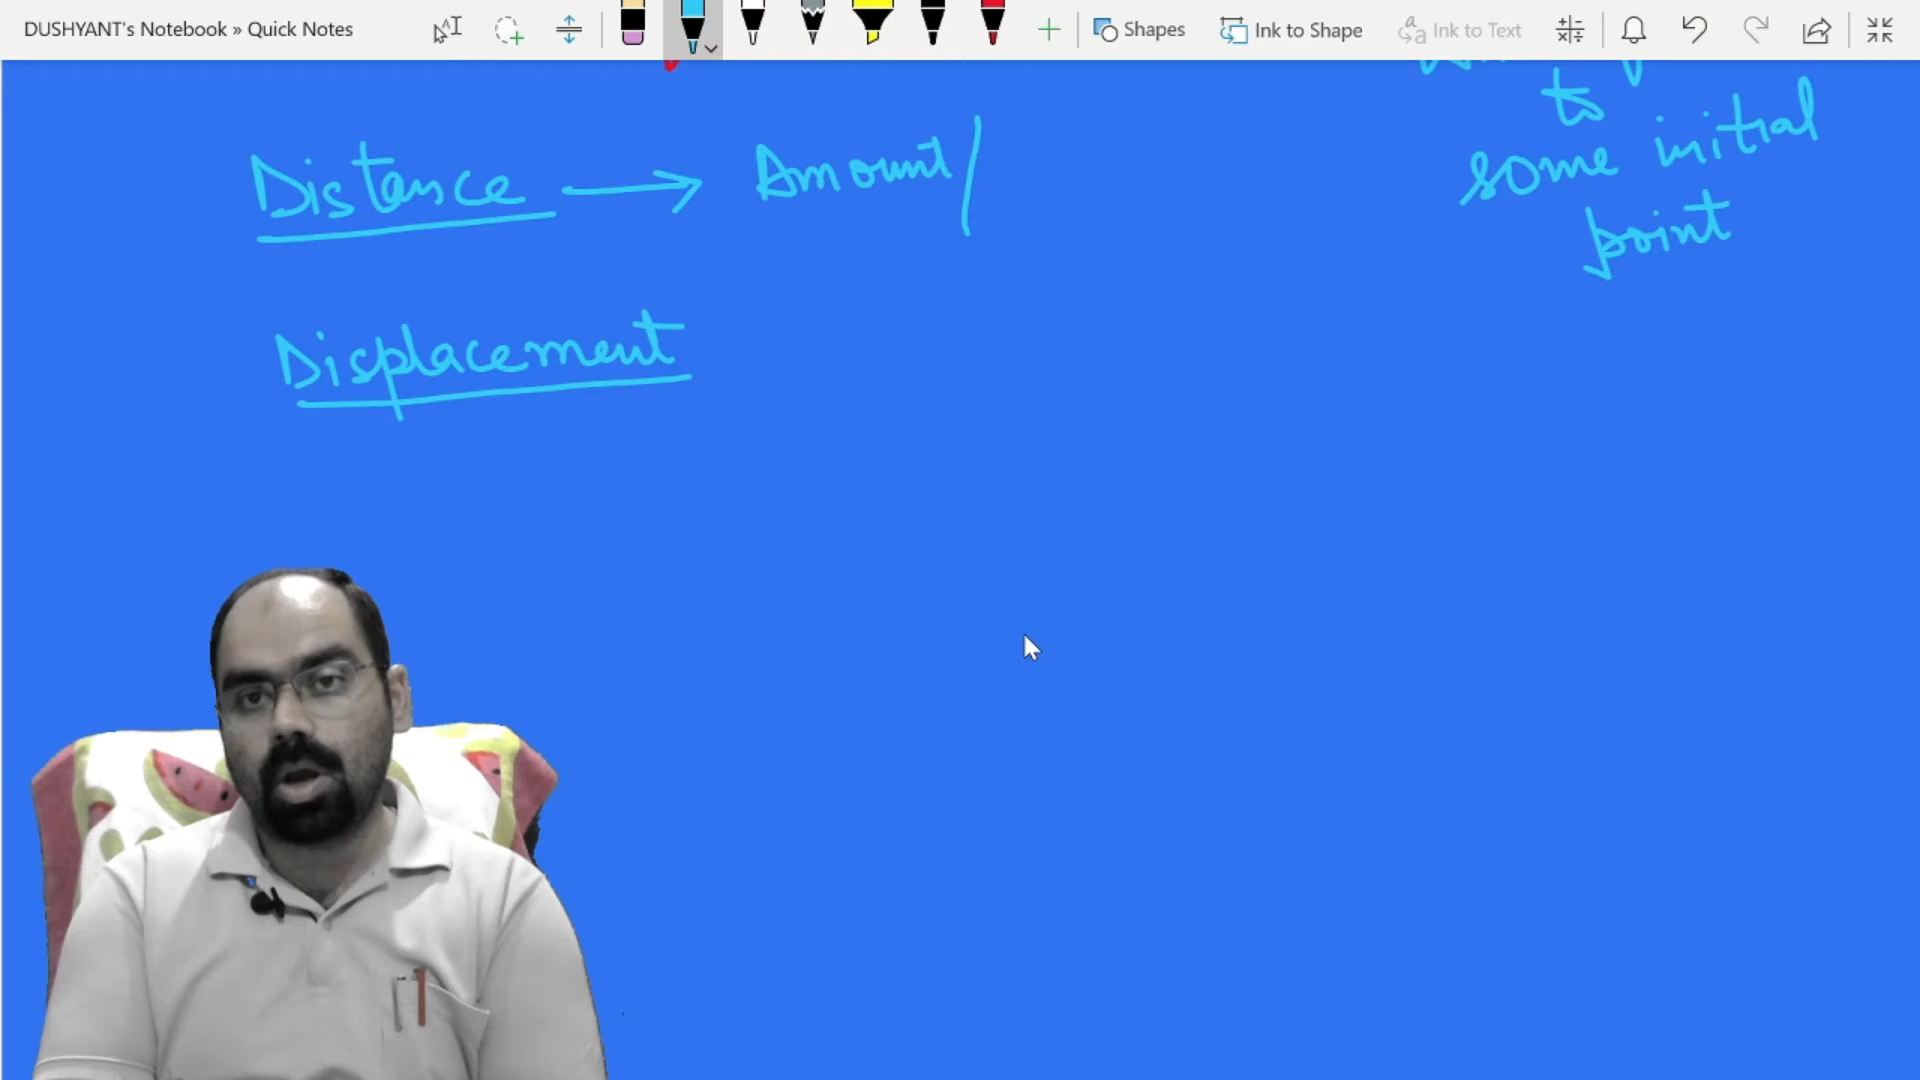 DUSHYANT's Notebook » Quick Notes
Shapes
Ink to Shape
Ink to Text
to
some initial
point
Distance → Amount/
Displacement